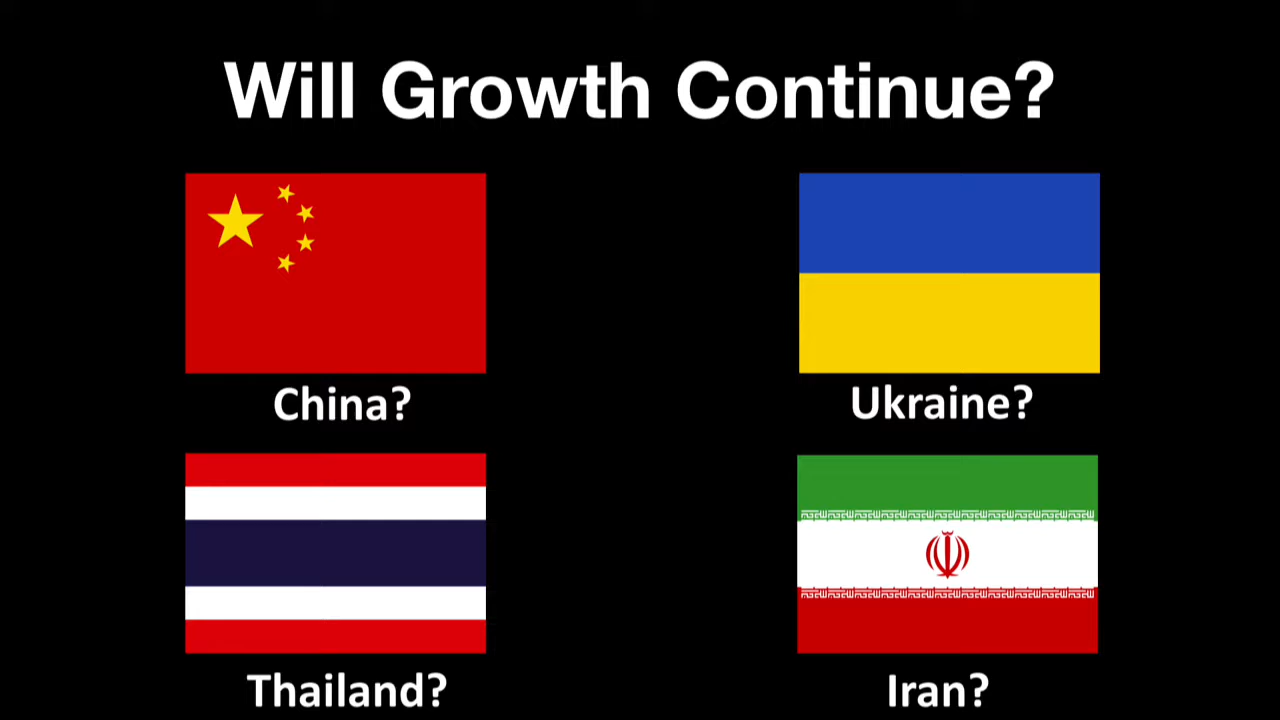 Will Growth Continue?
China?
Ukraine?
Thailand?
Iran?